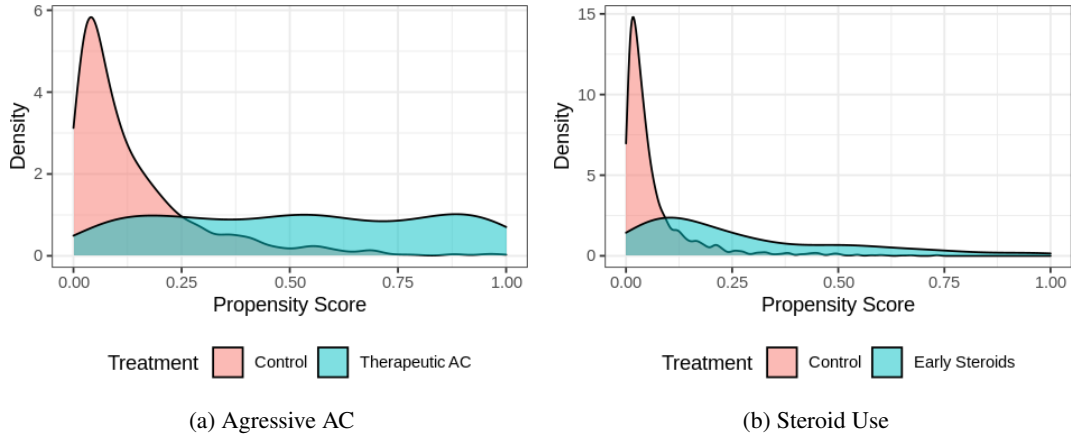 6
4
2
0
Density
0.00 0.25 0.50 0.75 1.00
Propensity Score
Treatment Control Therapeutic AC
(a) Agressive AC
15
10
5
0
Density
0.00 0.25 0.50 0.75 1.00
Propensity Score
Treatment Control Early Steroids
(b) Steroid Use